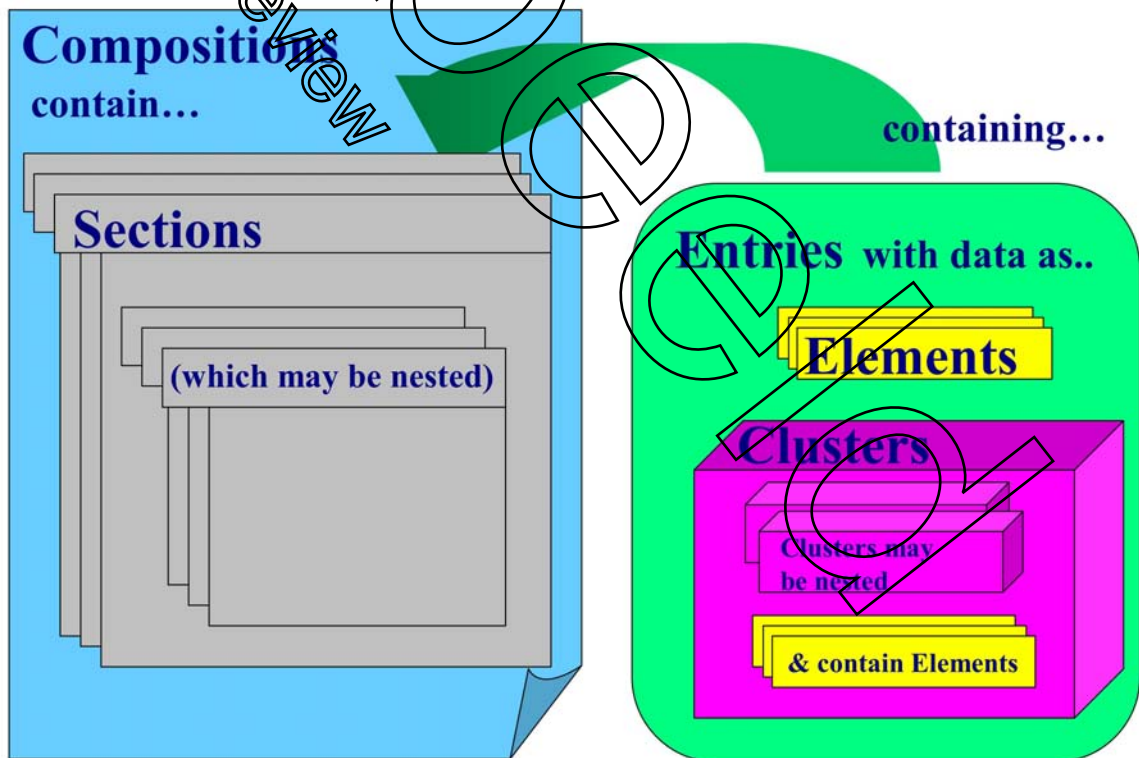 Compositions
contain…
Sections
(which may be nested)
containing…
Entries with data as..
Elements
Clusters
Clusters may
be nested
& contain Elements